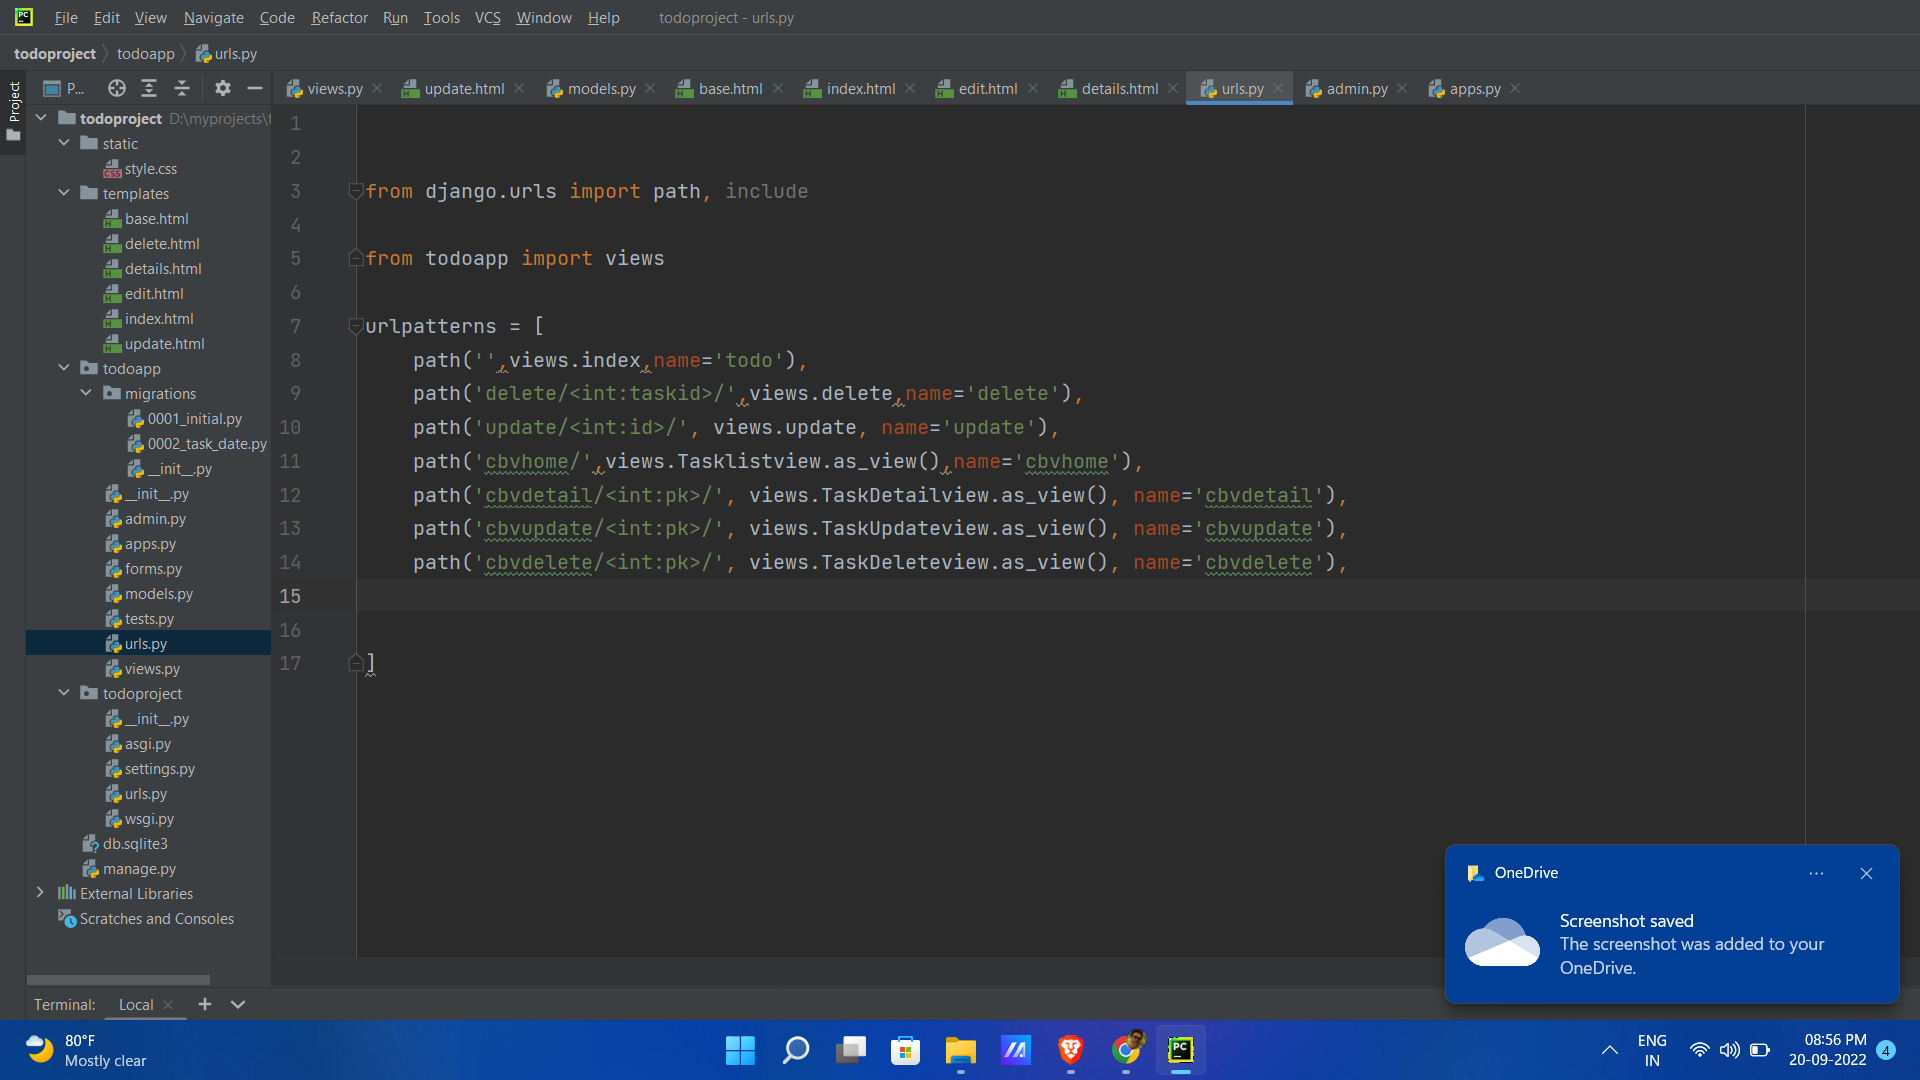 PC
File Edit View Navigate Code Refactor Run Tools VCS Window Help todoproject - urls.py
todoproject todoapp urls.py
Project
P...
views.py update.html models.py base.html index.html edit.html details.html urls.py admin.py apps.py
todoproject D:\myprojects\t
static
style.css
templates
base.html
delete.html
details.html
edit.html
index.html
update.html
todoapp
migrations
0001_initial.py
0002_task_date.py
__init__.py
__init__.py
admin.py
apps.py
forms.py
models.py
tests.py
urls.py
views.py
todoproject
__init__.py
asgi.py
settings.py
urls.py
wsgi.py
db.sqlite3
manage.py
External Libraries
Scratches and Consoles
1
2
3 from django.urls import path, include
4
5 from todoapp import views
6
7 urlpatterns = [
8 path('',views.index,name='todo'),
9 path('delete/<int:taskid>/',views.delete,name='delete'),
10 path('update/<int:id>/', views.update, name='update'),
11 path('cbvhome/',views.Tasklistview.as_view(),name='cbvhome'),
12 path('cbvdetail/<int:pk>/', views.TaskDetailview.as_view(), name='cbvdetail'),
13 path('cbvupdate/<int:pk>/', views.TaskUpdateview.as_view(), name='cbvupdate'),
14 path('cbvdelete/<int:pk>/', views.TaskDeleteview.as_view(), name='cbvdelete'),
15
16
17 ]
OneDrive
Screenshot saved
The screenshot was added to your
OneDrive.
Terminal: Local
80°F
Mostly clear
PC
ENG
IN
08:56 PM
20-09-2022
4